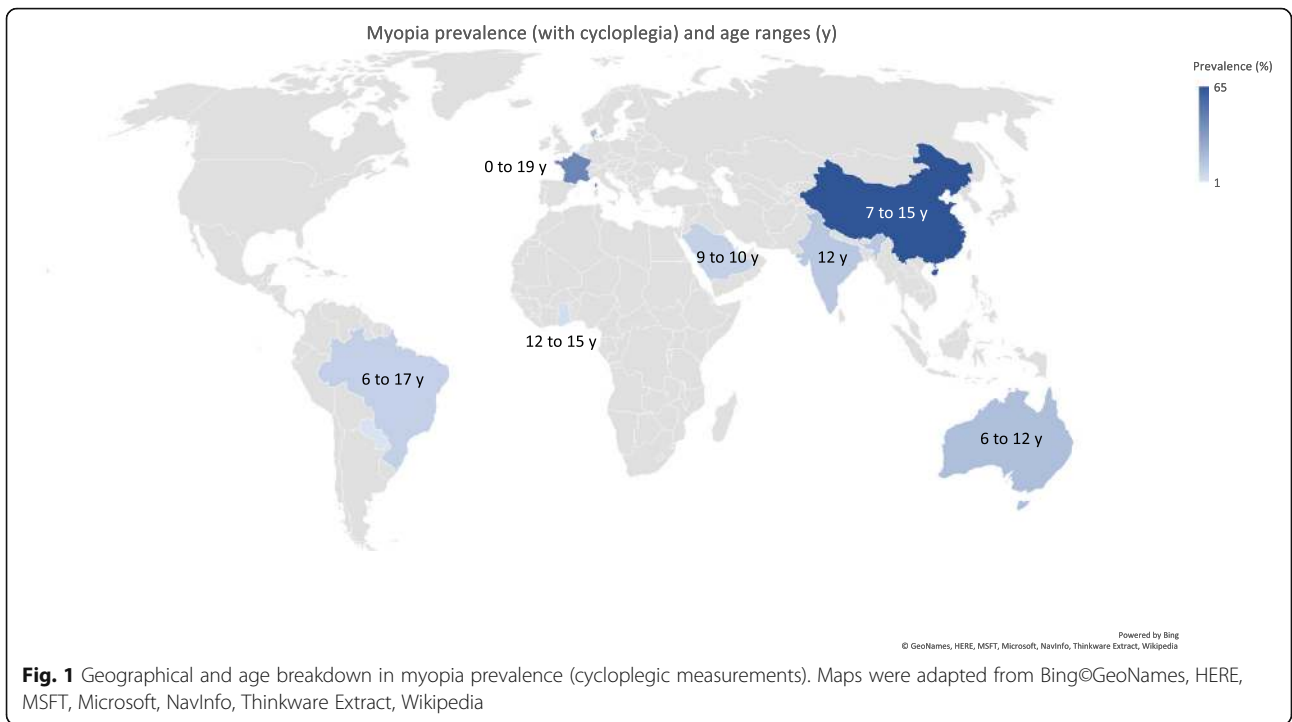 Myopia prevalence (with cycloplegia) and age ranges (y)
Prevalence (%)
65
1
0 to 19 y
7 to 15 y
9 to 10 y
12 y
12 to 15 y
6 to 17 y
6 to 12 y
Powered by Bing
© GeoNames, HERE, MSFT, Microsoft, NavInfo, Thinkware Extract, Wikipedia
Fig. 1 Geographical and age breakdown in myopia prevalence (cycloplegic measurements). Maps were adapted from Bing©GeoNames, HERE,
MSFT, Microsoft, NavInfo, Thinkware Extract, Wikipedia